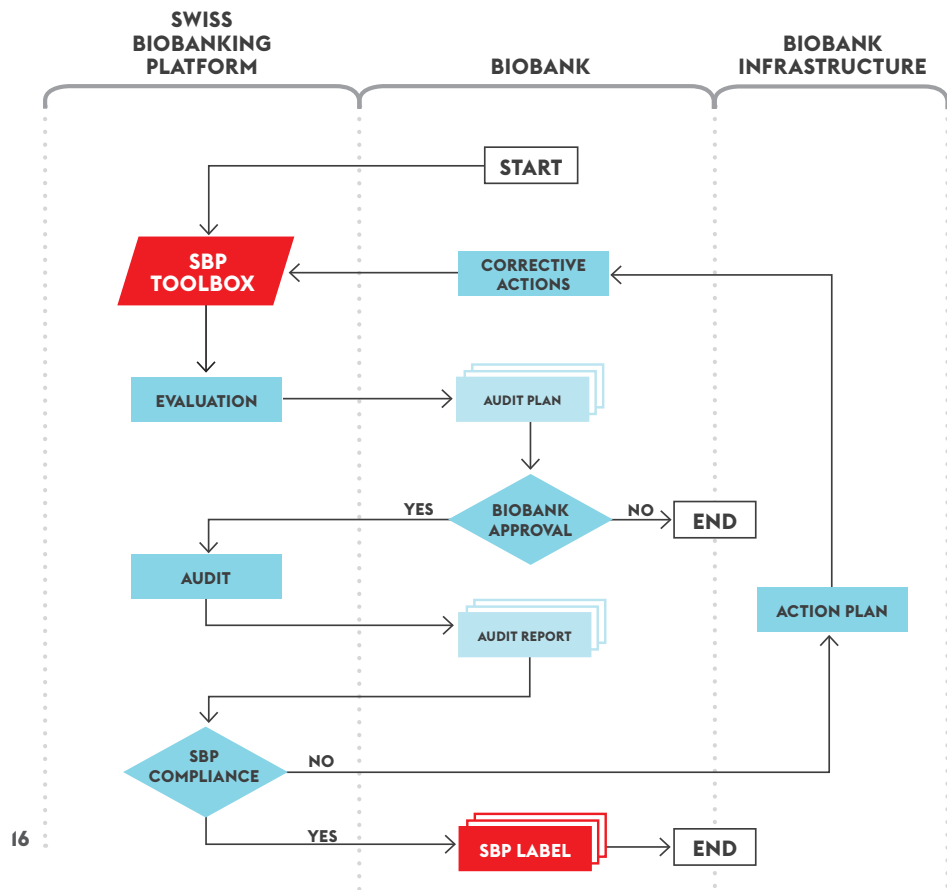 SWISS
BIOBANKING
PLATFORM
BIOBANK
BIOBANK
INFRASTRUCTURE
START
SBP
TOOLBOX
CORRECTIVE
ACTIONS
EVALUATION
AUDIT PLAN
YES
BIOBANK
APPROVAL
NO
END
AUDIT
AUDIT REPORT
ACTION PLAN
SBP
COMPLIANCE
NO
YES
SBP LABEL
END
16